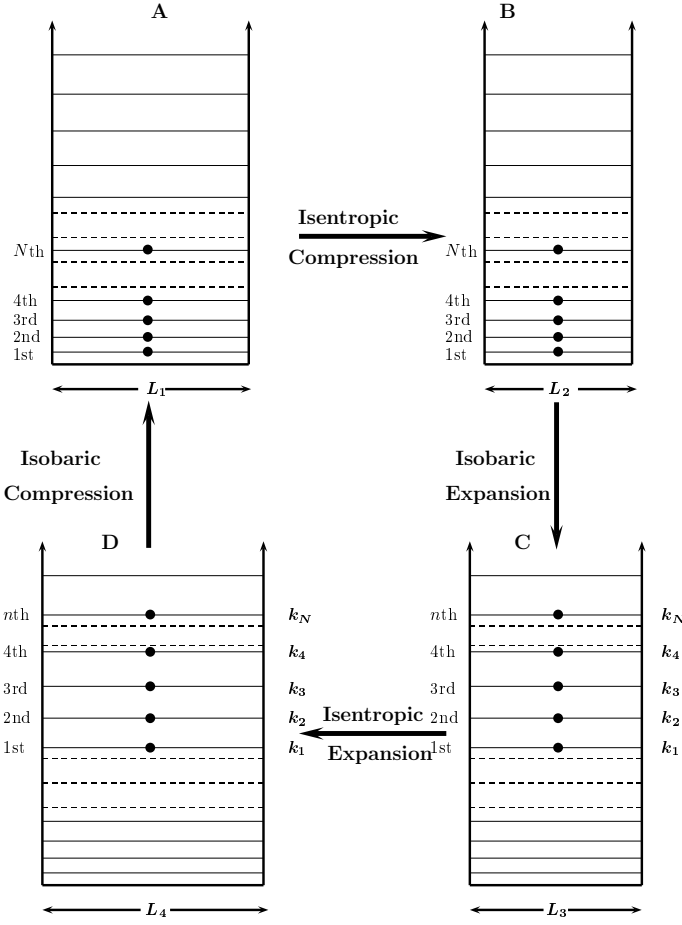 A
B
Nth
4th
3rd
2nd
1st
L1
Isentropic
Compression
Nth
4th
3rd
2nd
1st
L2
Isobaric
Compression
Isobaric
Expansion
D
C
nth
4th
3rd
2nd
1st
kN
k4
k3
k2
k1
Isentropic
Expansion
nth
4th
3rd
2nd
1st
kN
k4
k3
k2
k1
L4
L3